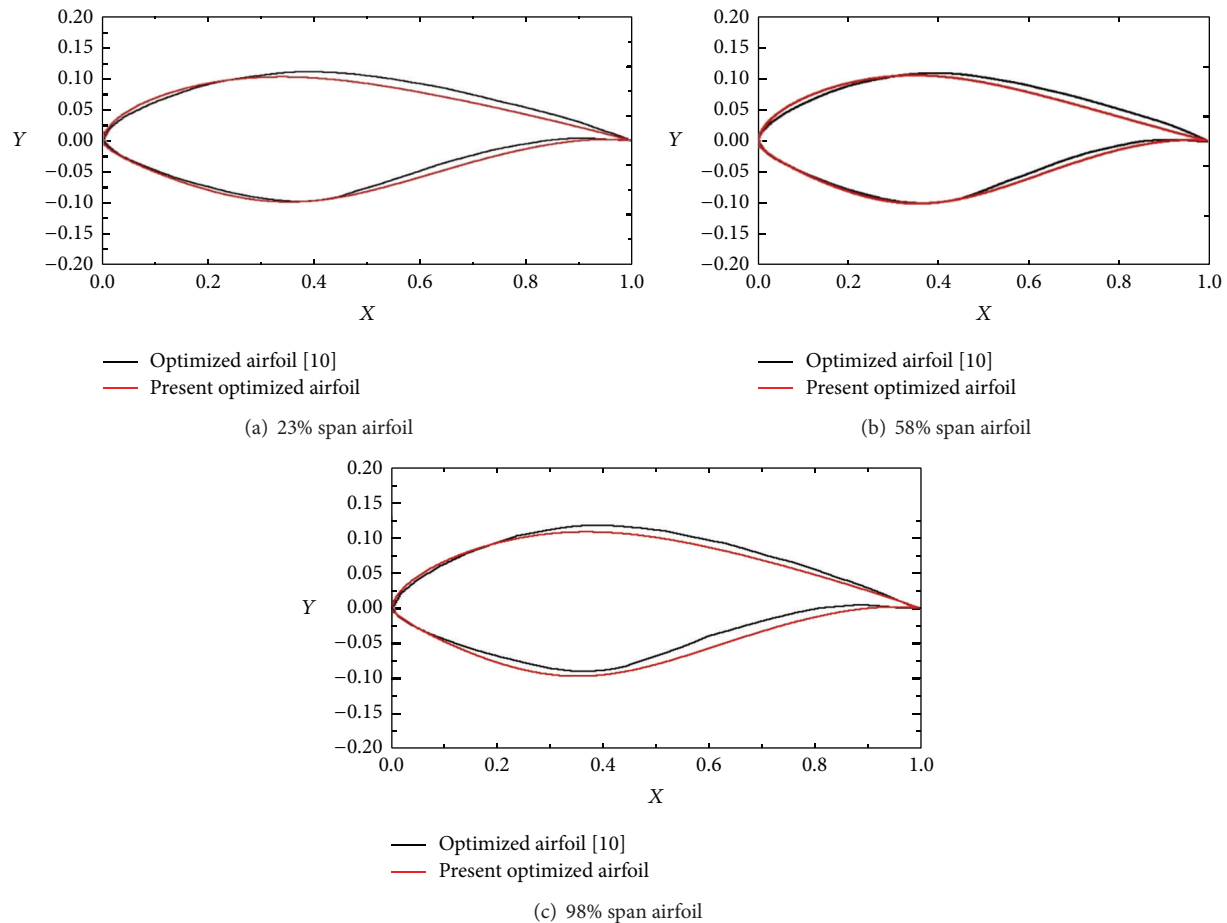 0.20
0.15
0.10
0.05
Y
0.00
−0.05
−0.10
−0.15
−0.20
0.0 0.2 0.4 0.6 0.8 1.0
X
Optimized airfoil [10]
Present optimized airfoil
(a) 23% span airfoil
0.20
0.15
0.10
0.05
Y
0.00
−0.05
−0.10
−0.15
−0.20
0.0 0.2 0.4 0.6 0.8 1.0
X
Optimized airfoil [10]
Present optimized airfoil
(b) 58% span airfoil
0.20
0.15
0.10
0.05
Y
0.00
−0.05
−0.10
−0.15
−0.20
0.0 0.2 0.4 0.6 0.8 1.0
X
Optimized airfoil [10]
Present optimized airfoil
(c) 98% span airfoil